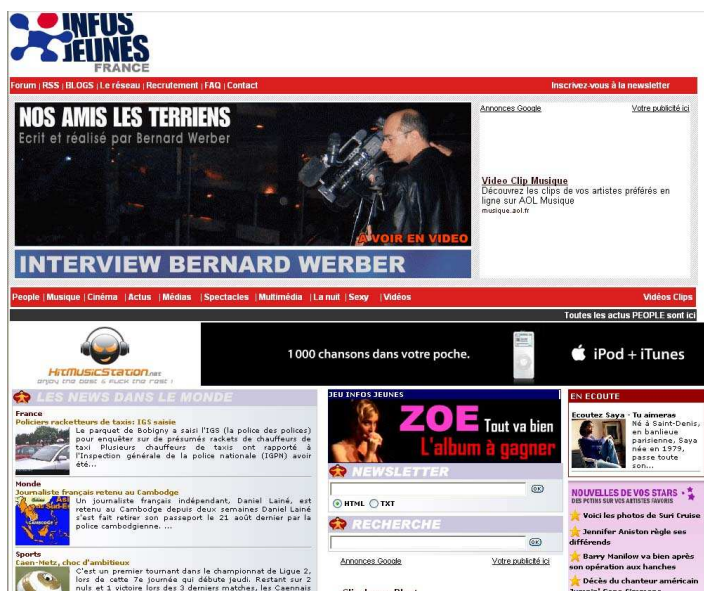 INFOS
JEUNES
FRANCE
Forum | RSS | BLOGS | Le réseau | Recrutement | FAQ | Contact
Inscrivez-vous à la newsletter
NOS AMIS LES TERRIENS
Ecrit et réalisé par Bernard Werber
A VOIR EN VIDEO
INTERVIEW BERNARD WERBER
Annonces Google
Votre publicité ici
Video Clip Musique
Découvrez les clips de vos artistes préférés en
ligne sur AOL Musique
musique.aol.fr
People | Musique | Cinéma | Actus | Médias | Spectacles | Multimédia | La nuit | Sexy | Vidéos
Vidéos Clips
Toutes les actus PEOPLE sont ici
HITMUSICSTATION.NET
enjoy the best & fuck the rest !
1000 chansons dans votre poche.
iPod + iTunes
LES NEWS DANS LE MONDE
France
Policiers racketteurs de taxis: IGS saisie
Le parquet de Bobigny a saisi l'IGS (la police des polices)
pour enquêter sur de présumés rackets de chauffeurs de
taxi Plusieurs chauffeurs de taxis ont rapporté à
l'Inspection générale de la police nationale (IGPN) avoir
été...
Monde
Journaliste français retenu au Cambodge
Un journaliste français indépendant, Daniel Lainé, est
retenu au Cambodge depuis deux semaines Daniel Lainé
s'est fait retirer son passeport le 21 août dernier par la
police cambodgienne. ...
Sports
Caen-Metz, choc d'ambitieux
C'est un premier tournant dans le championnat de Ligue 2,
lors de cette 7e journée qui débute jeudi. Restant sur 2
nuls et 1 victoire lors des 3 derniers matches, les Caennais
JEU INFOS JEUNES
ZOE Tout va bien
L'album à gagner
NEWSLETTER
OK
HTML TXT
RECHERCHE
OK
Annonces Google
Votre publicité ici
EN ECOUTE
Ecoutez Saya - Tu aimeras
Né à Saint-Denis,
en banlieue
parisienne, Saya
née en 1979,
passe toute
son...
NOUVELLES DE VOS STARS
DES POTINS SUR VOS ARTISTES FAVORIS
Voici les photos de Suri Cruise
Jennifer Aniston règle ses
différends
Barry Manilow va bien après
son opération aux hanches
Décès du chanteur américain